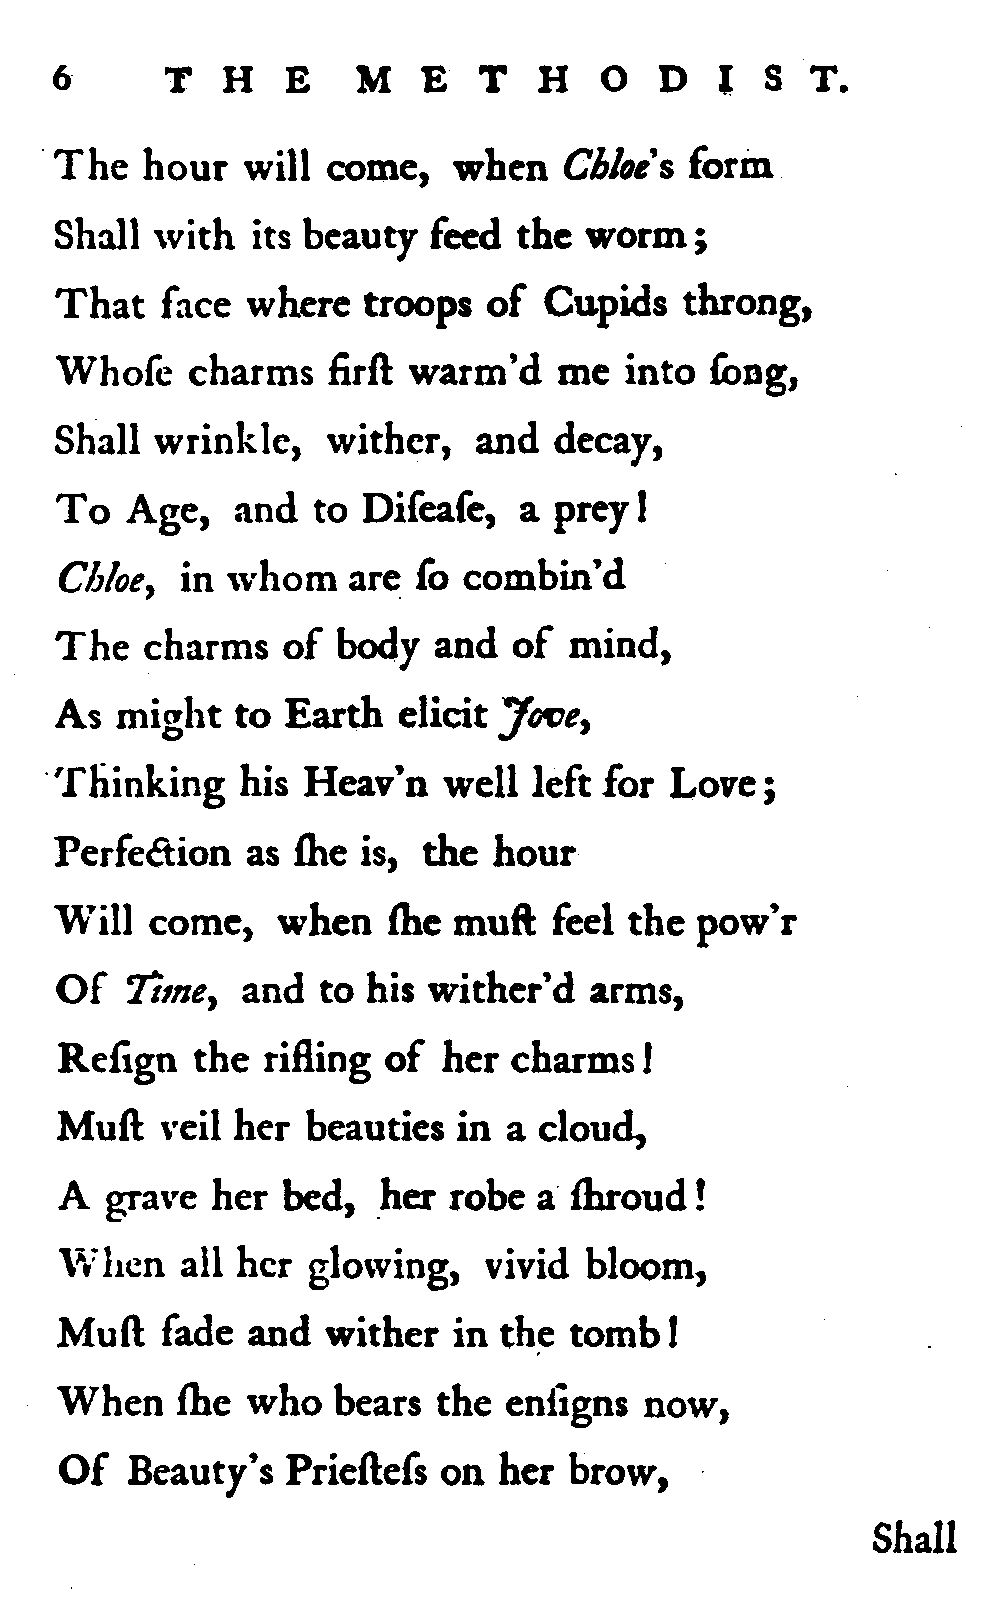 6 THE METHODIST.
The hour will come, when Chloe's form
Shall with its beauty feed the worm;
That face where troops of Cupids throng,
Whoſe charms firſt warm'd me into ſong,
Shall wrinkle, wither, and decay,
To Age, and to Diſeaſe, a prey!
Chloe, in whom are ſo combin'd
The charms of body and of mind,
As might to Earth elicit Jove,
Thinking his Heav'n well left for Love;
Perfection as ſhe is, the hour
Will come, when ſhe muſt feel the pow'r
Of Time, and to his wither'd arms,
Reſign the rifling of her charms!
Muſt veil her beauties in a cloud,
A grave her bed, her robe a ſhroud!
When all her glowing, vivid bloom,
Muſt fade and wither in the tomb!
When ſhe who bears the enſigns now,
Of Beauty's Prieſteſs on her brow,
Shall